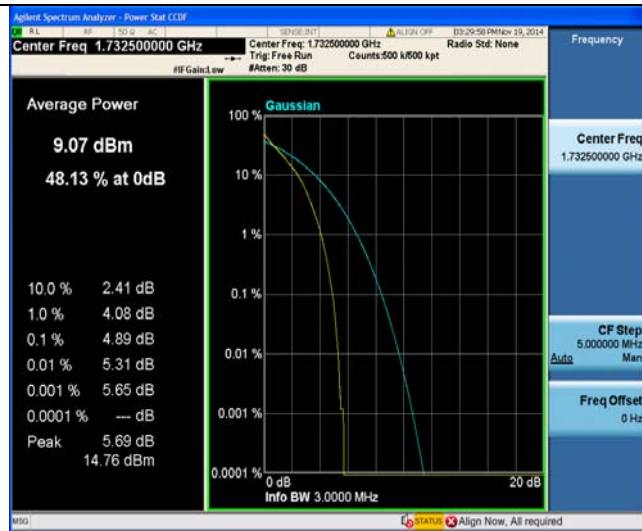 Agilent Spectrum Analyzer - Power Stat CCDF
RL RF 50 Ω AC SENSE:INT ALIGN OFF 03:29:58 PM Nov 19, 2014
Center Freq 1.732500000 GHz
Center Freq: 1.732500000 GHz Radio Std: None
Trig: Free Run Counts:500 k/500 kpt
#IFGain:Low #Atten: 30 dB
Frequency
Average Power
9.07 dBm
48.13 % at 0dB
10.0 % 2.41 dB
1.0 % 4.08 dB
0.1 % 4.89 dB
0.01 % 5.31 dB
0.001 % 5.65 dB
0.0001 % --- dB
Peak 5.69 dB
14.76 dBm
Gaussian
100 %
10 %
1 %
0.1 %
0.01 %
0.001 %
0.0001 %
0 dB 20 dB
Info BW 3.0000 MHz
Center Freq
1.732500000 GHz
CF Step
5.000000 MHz
Auto Man
Freq Offset
0 Hz
MSG STATUS Align Now, All required